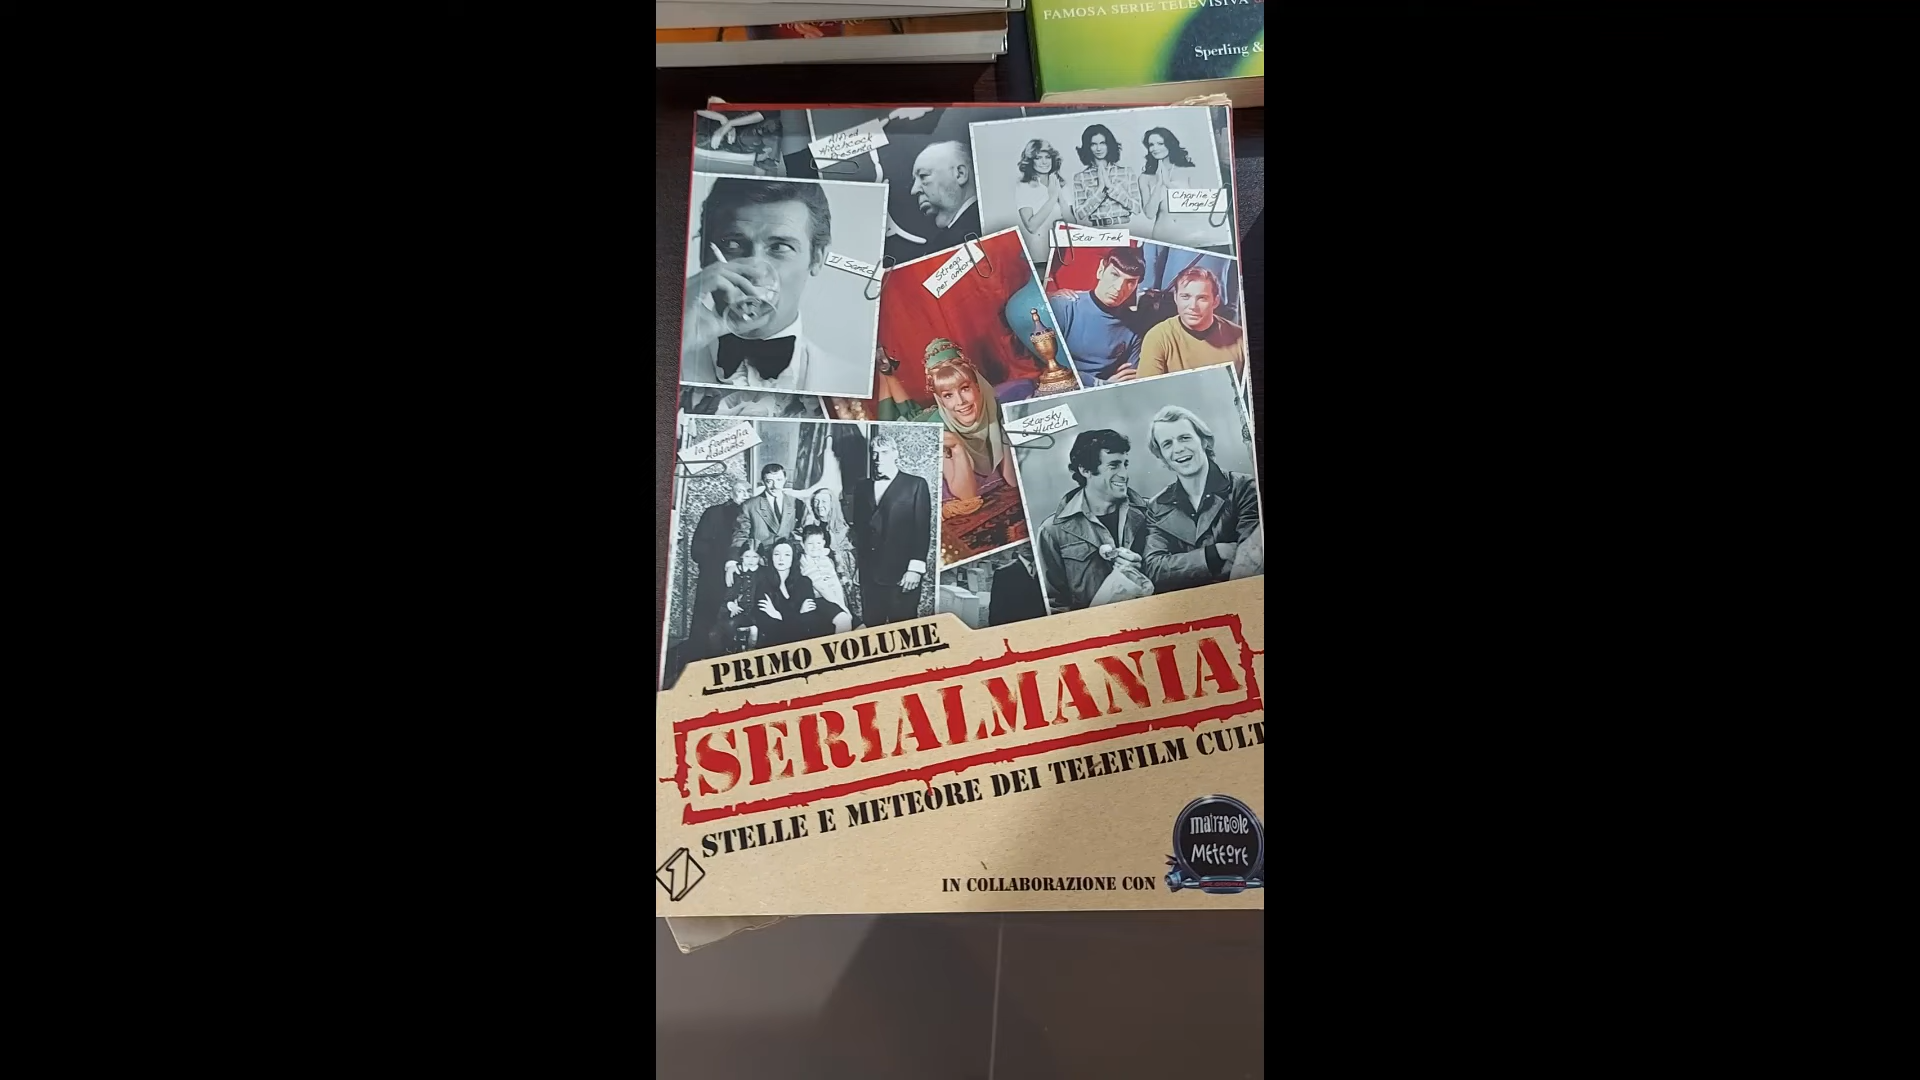 FAMOSA SERIE TELEVISIVA
Sperling &
Alfred
Hitchcock
Presenta
Charlie's
Angels
Star Trek
Il Santo
Strega
per amore
Starsky
& Hutch
la famiglia
Addams
PRIMO VOLUME
SERIALMANIA
STELLE E METEORE DEI TELEFILM CULT
1
IN COLLABORAZIONE CON
matricole
METEORE